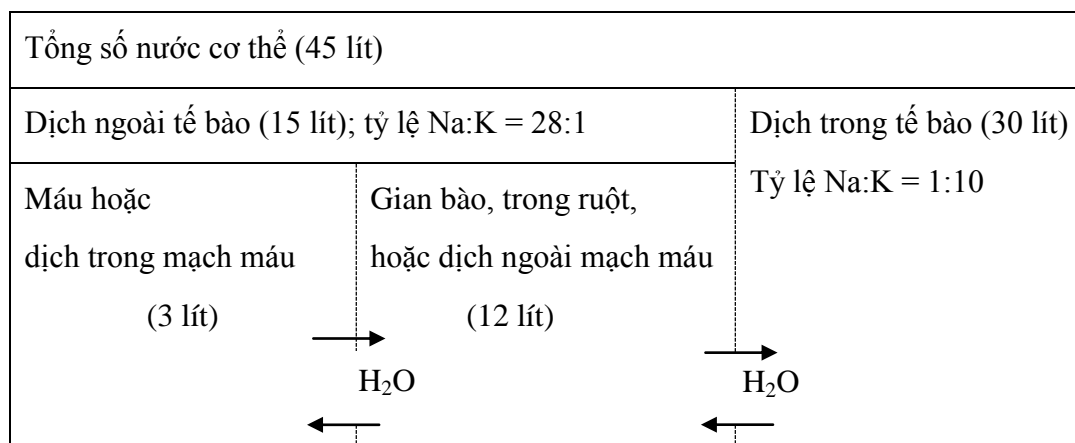 Tổng số nước cơ thể (45 lít)
Dịch ngoài tế bào (15 lít); tỷ lệ Na:K = 28:1
Dịch trong tế bào (30 lít)
Tỷ lệ Na:K = 1:10
Máu hoặc
dịch trong mạch máu
(3 lít)
Gian bào, trong ruột,
hoặc dịch ngoài mạch máu
(12 lít)
H₂O
H₂O